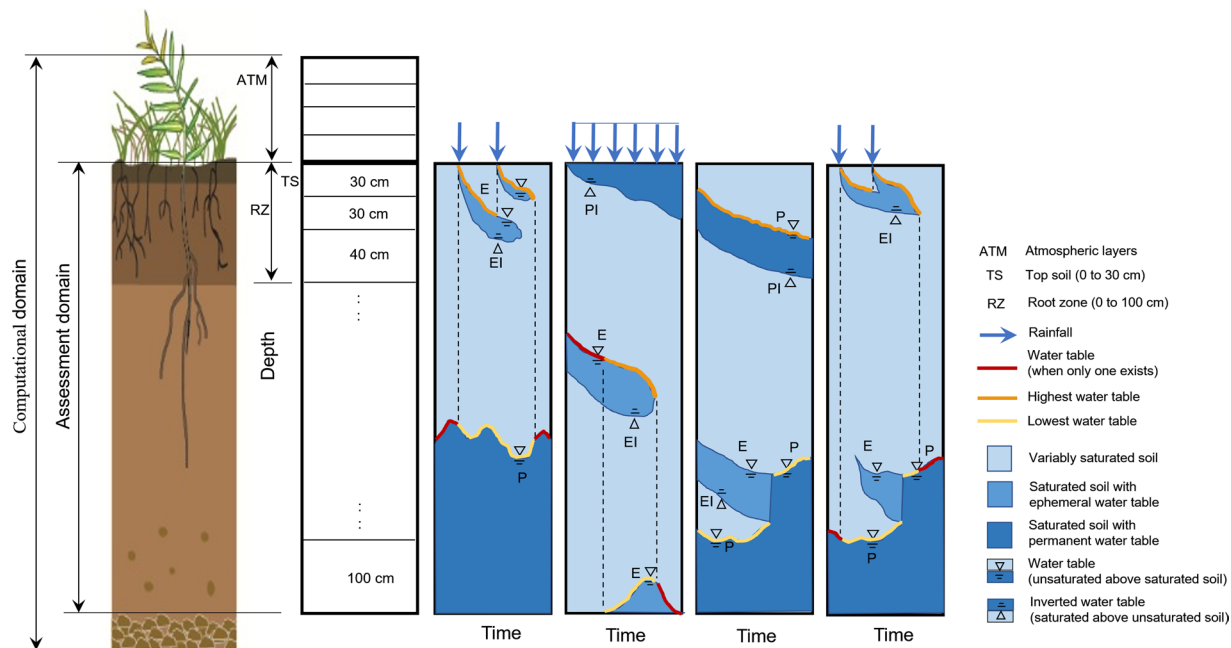 Computational domain
Assessment domain
ATM
TS
RZ
Depth
30 cm
30 cm
40 cm
100 cm
E
EI
P
Time
PI
E
EI
E
Time
P
PI
E
P
EI
P
Time
EI
E
P
P
Time
ATM Atmospheric layers
TS Top soil (0 to 30 cm)
RZ Root zone (0 to 100 cm)
Rainfall
Water table
(when only one exists)
Highest water table
Lowest water table
Variably saturated soil
Saturated soil with
ephemeral water table
Saturated soil with
permanent water table
Water table
(unsaturated above saturated soil)
Inverted water table
(saturated above unsaturated soil)